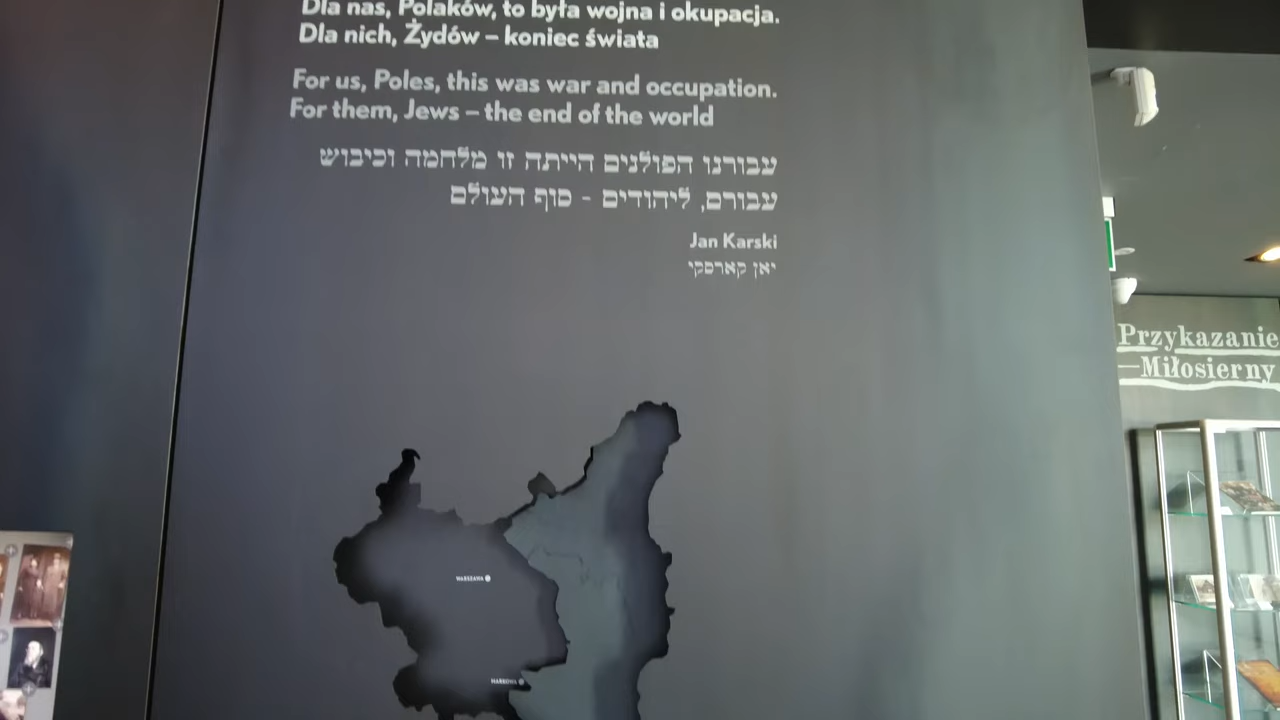 Dla nas, Polaków, to była wojna i okupacja.
Dla nich, Żydów – koniec świata
For us, Poles, this was war and occupation.
For them, Jews – the end of the world
עבורנו הפולנים הייתה זו מלחמה וכיבוש
עבורם, ליהודים - סוף העולם
Jan Karski
יאן קארסקי
Przykazanie
—Miłosierny
WARSZAWA
MARKOWA